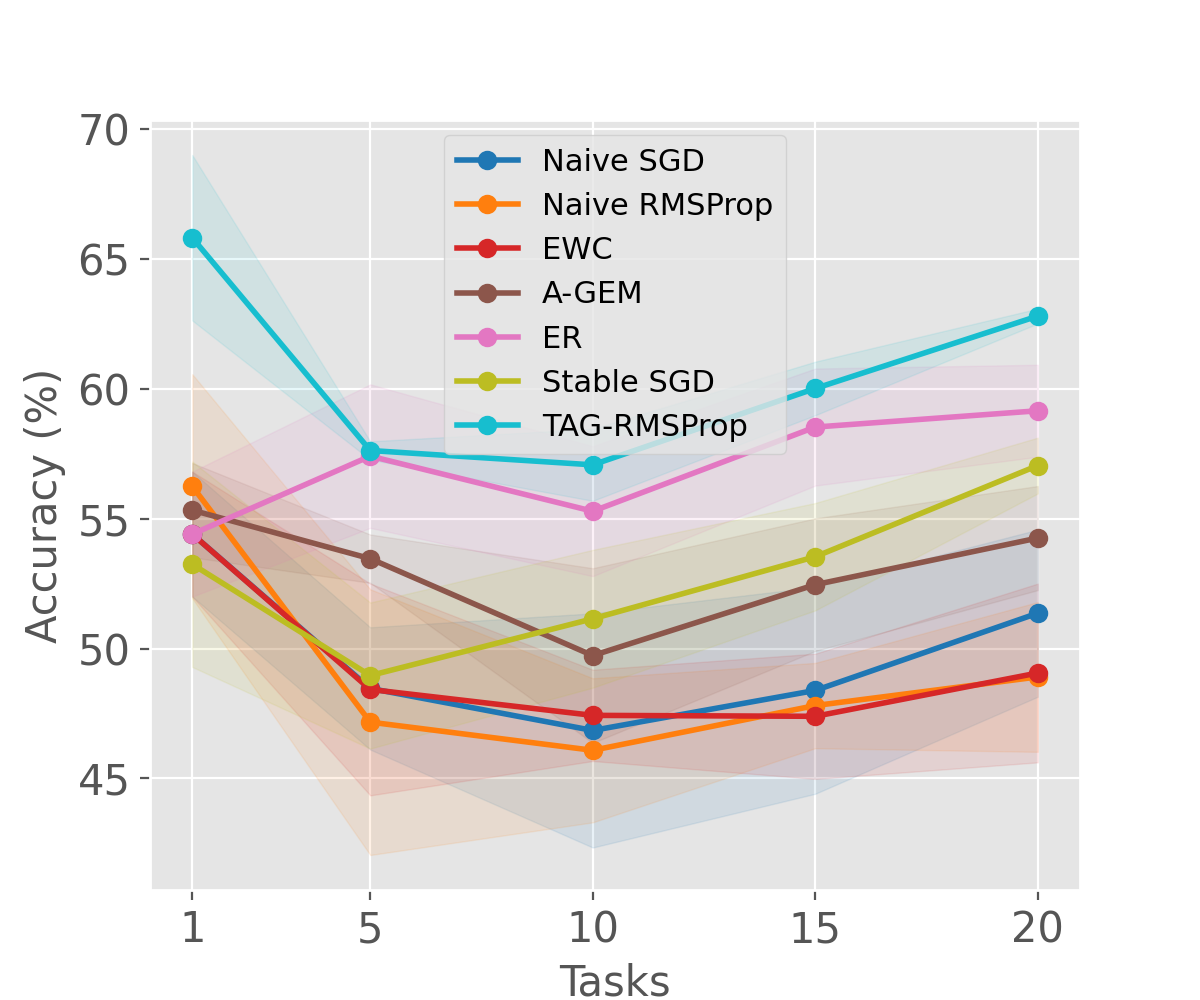 70
65
60
55
50
45
Accuracy (%)
Naive SGD
Naive RMSProp
EWC
A-GEM
ER
Stable SGD
TAG-RMSProp
1 5 10 15 20
Tasks